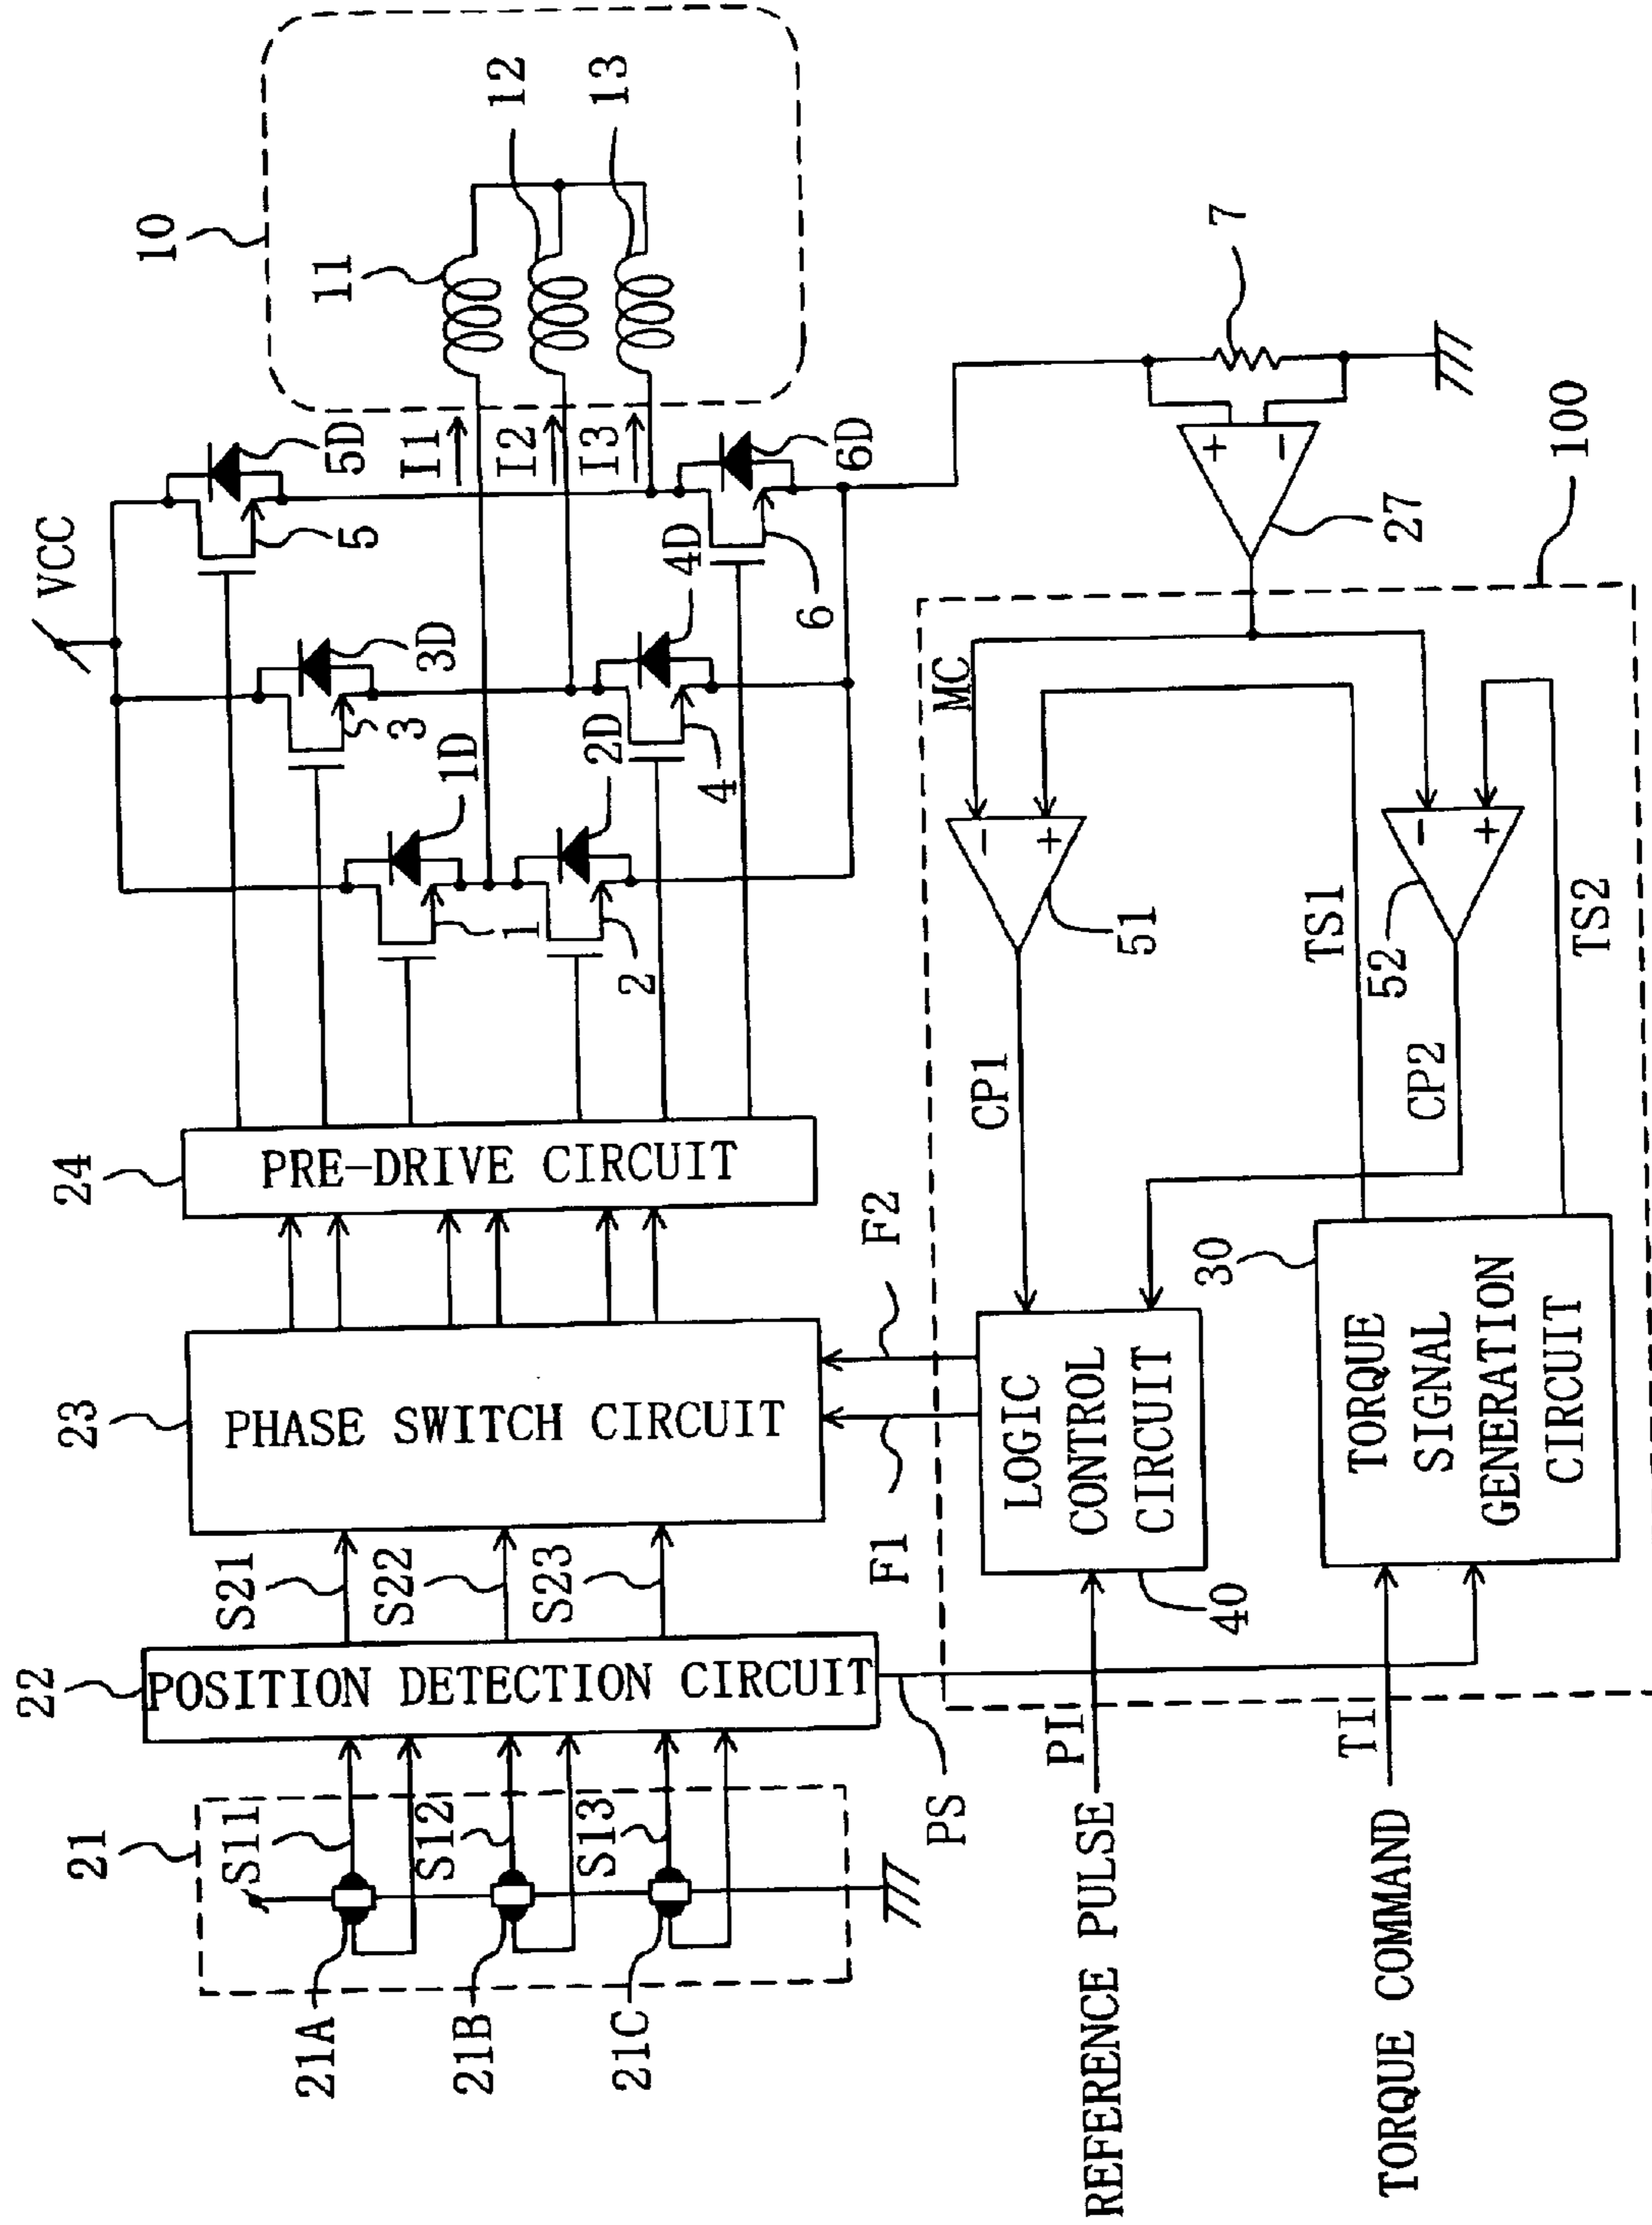 10
11
12
13
VCC
5D
5
I1
I2
I3
3D
3
1D
1
2D
2
4D
4
6D
6
7
27
100
24
PRE-DRIVE CIRCUIT
23
PHASE SWITCH CIRCUIT
F2
F1
S21
S22
S23
22
POSITION DETECTION CIRCUIT
21
S11
S12
S13
21A
21B
21C
PS
MC
51
CP1
TS1
52
CP2
TS2
LOGIC
CONTROL
CIRCUIT
40
30
TORQUE
SIGNAL
GENERATION
CIRCUIT
PI
REFERENCE PULSE
TI
TORQUE COMMAND
+
−
−
+
−
+